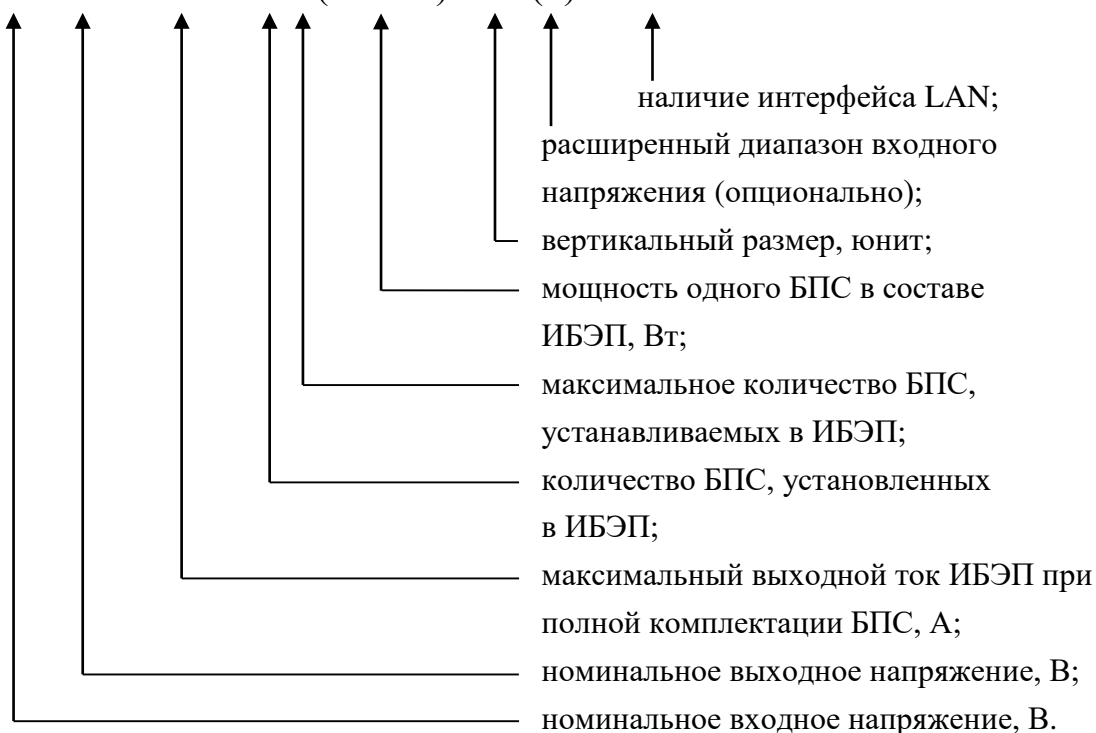 наличие интерфейса LAN;
расширенный диапазон входного
напряжения (опционально);
вертикальный размер, юнит;
мощность одного БПС в составе
ИБЭП, Вт;
максимальное количество БПС,
устанавливаемых в ИБЭП;
количество БПС, установленных
в ИБЭП;
максимальный выходной ток ИБЭП при
полной комплектации БПС, А;
номинальное выходное напряжение, В;
номинальное входное напряжение, В.